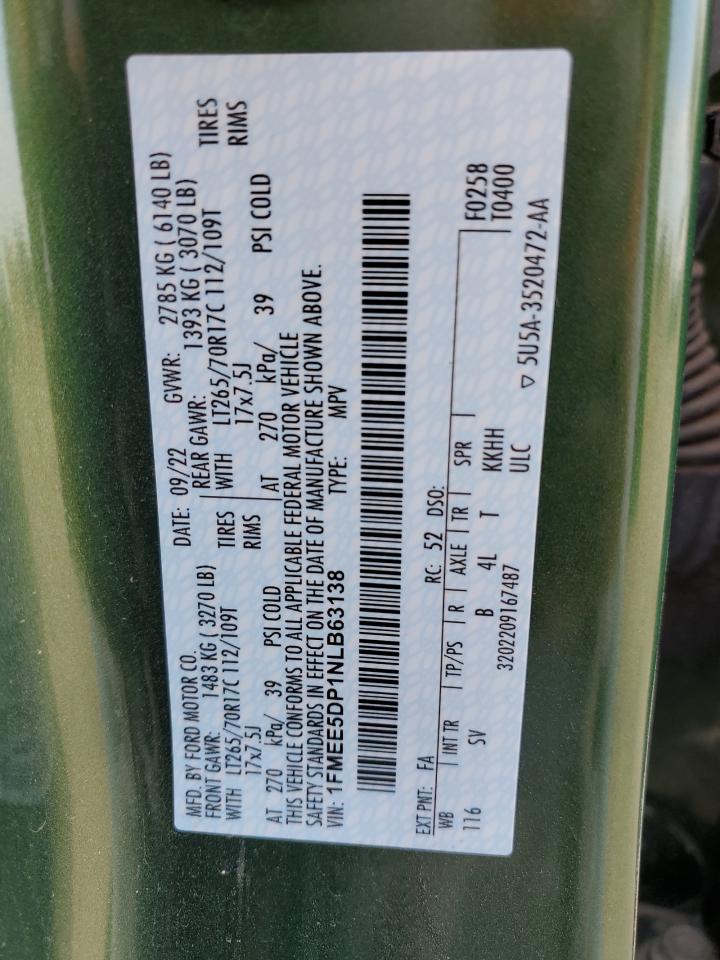 MFD. BY FORD MOTOR CO.
DATE: 09/22 GVWR: 2785 KG ( 6140 LB)
FRONT GAWR: 1483 KG ( 3270 LB) REAR GAWR: 1393 KG ( 3070 LB)
WITH LT265/70R17C 112/109T TIRES WITH LT265/70R17C 112/109T TIRES
17x7.5J RIMS 17x7.5J RIMS
AT 270 kPa/ 39 PSI COLD AT 270 kPa/ 39 PSI COLD
THIS VEHICLE CONFORMS TO ALL APPLICABLE FEDERAL MOTOR VEHICLE
SAFETY STANDARDS IN EFFECT ON THE DATE OF MANUFACTURE SHOWN ABOVE.
VIN: 1FMEE5DP1NLB63138 TYPE: MPV
EXT PNT: FA RC: 52 DSO: F0258
WB INT TR TP/PS R AXLE TR SPR T0400
116 SV B 4L T KKHH
3202209167487 ULC
▽ 5U5A-3520472-AA